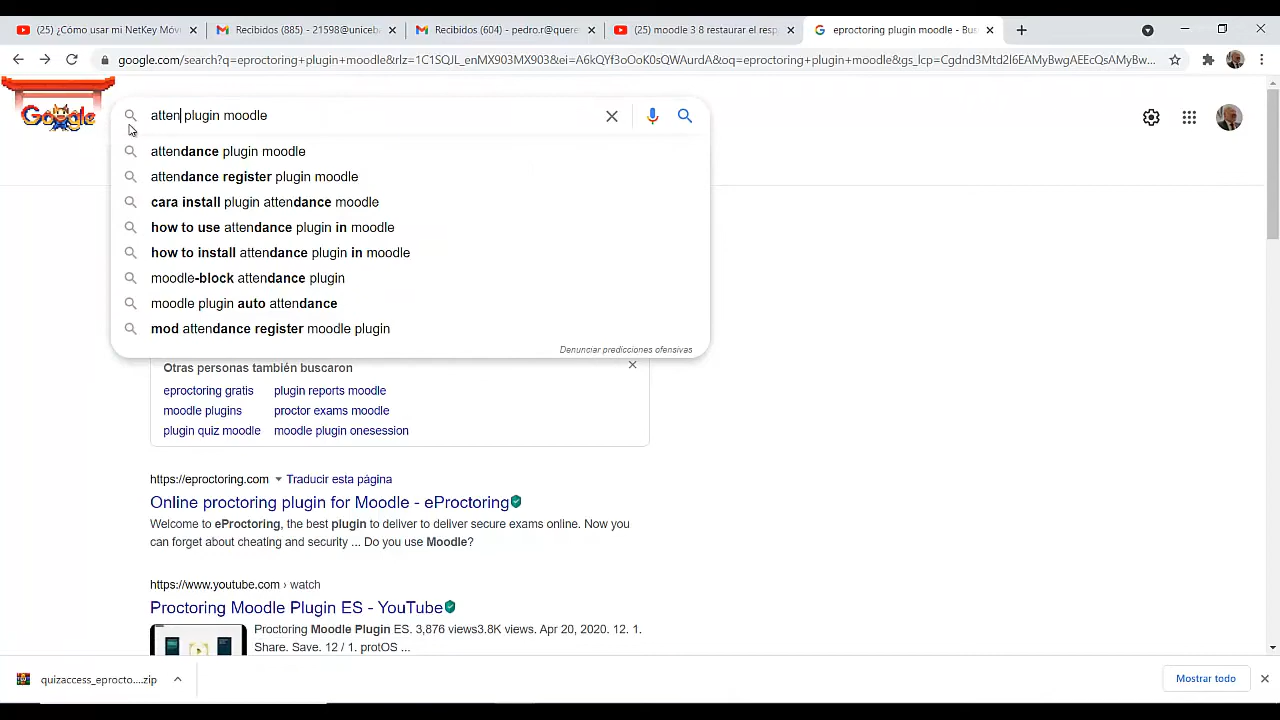 (25) ¿Cómo usar mi NetKey Móvi
Recibidos (885) - 21598@uniceb
Recibidos (604) - pedro.r@quere
(25) moodle 3 8 restaurar el resp
eproctoring plugin moodle - Bus
google.com/search?q=eproctoring+plugin+moodle&rlz=1C1SQJL_enMX903MX903&ei=A6kQYf3oOoK0sQWAurdA&oq=eproctoring+plugin+moodle&gs_lcp=Cgdnd3Mtd2l6EAMyBwgAEEcQsAMyBw...
Google
atten plugin moodle
attendance plugin moodle
attendance register plugin moodle
cara install plugin attendance moodle
how to use attendance plugin in moodle
how to install attendance plugin in moodle
moodle-block attendance plugin
moodle plugin auto attendance
mod attendance register moodle plugin
Denunciar predicciones ofensivas
Otras personas también buscaron
eproctoring gratis plugin reports moodle
moodle plugins proctor exams moodle
plugin quiz moodle moodle plugin onesession
https://eproctoring.com Traducir esta página
Online proctoring plugin for Moodle - eProctoring
Welcome to eProctoring, the best plugin to deliver to deliver secure exams online. Now you
can forget about cheating and security ... Do you use Moodle?
https://www.youtube.com › watch
Proctoring Moodle Plugin ES - YouTube
Proctoring Moodle Plugin ES. 3,876 views3.8K views. Apr 20, 2020. 12. 1.
Share. Save. 12 / 1. protOS ...
quizaccess_eprocto....zip
Mostrar todo